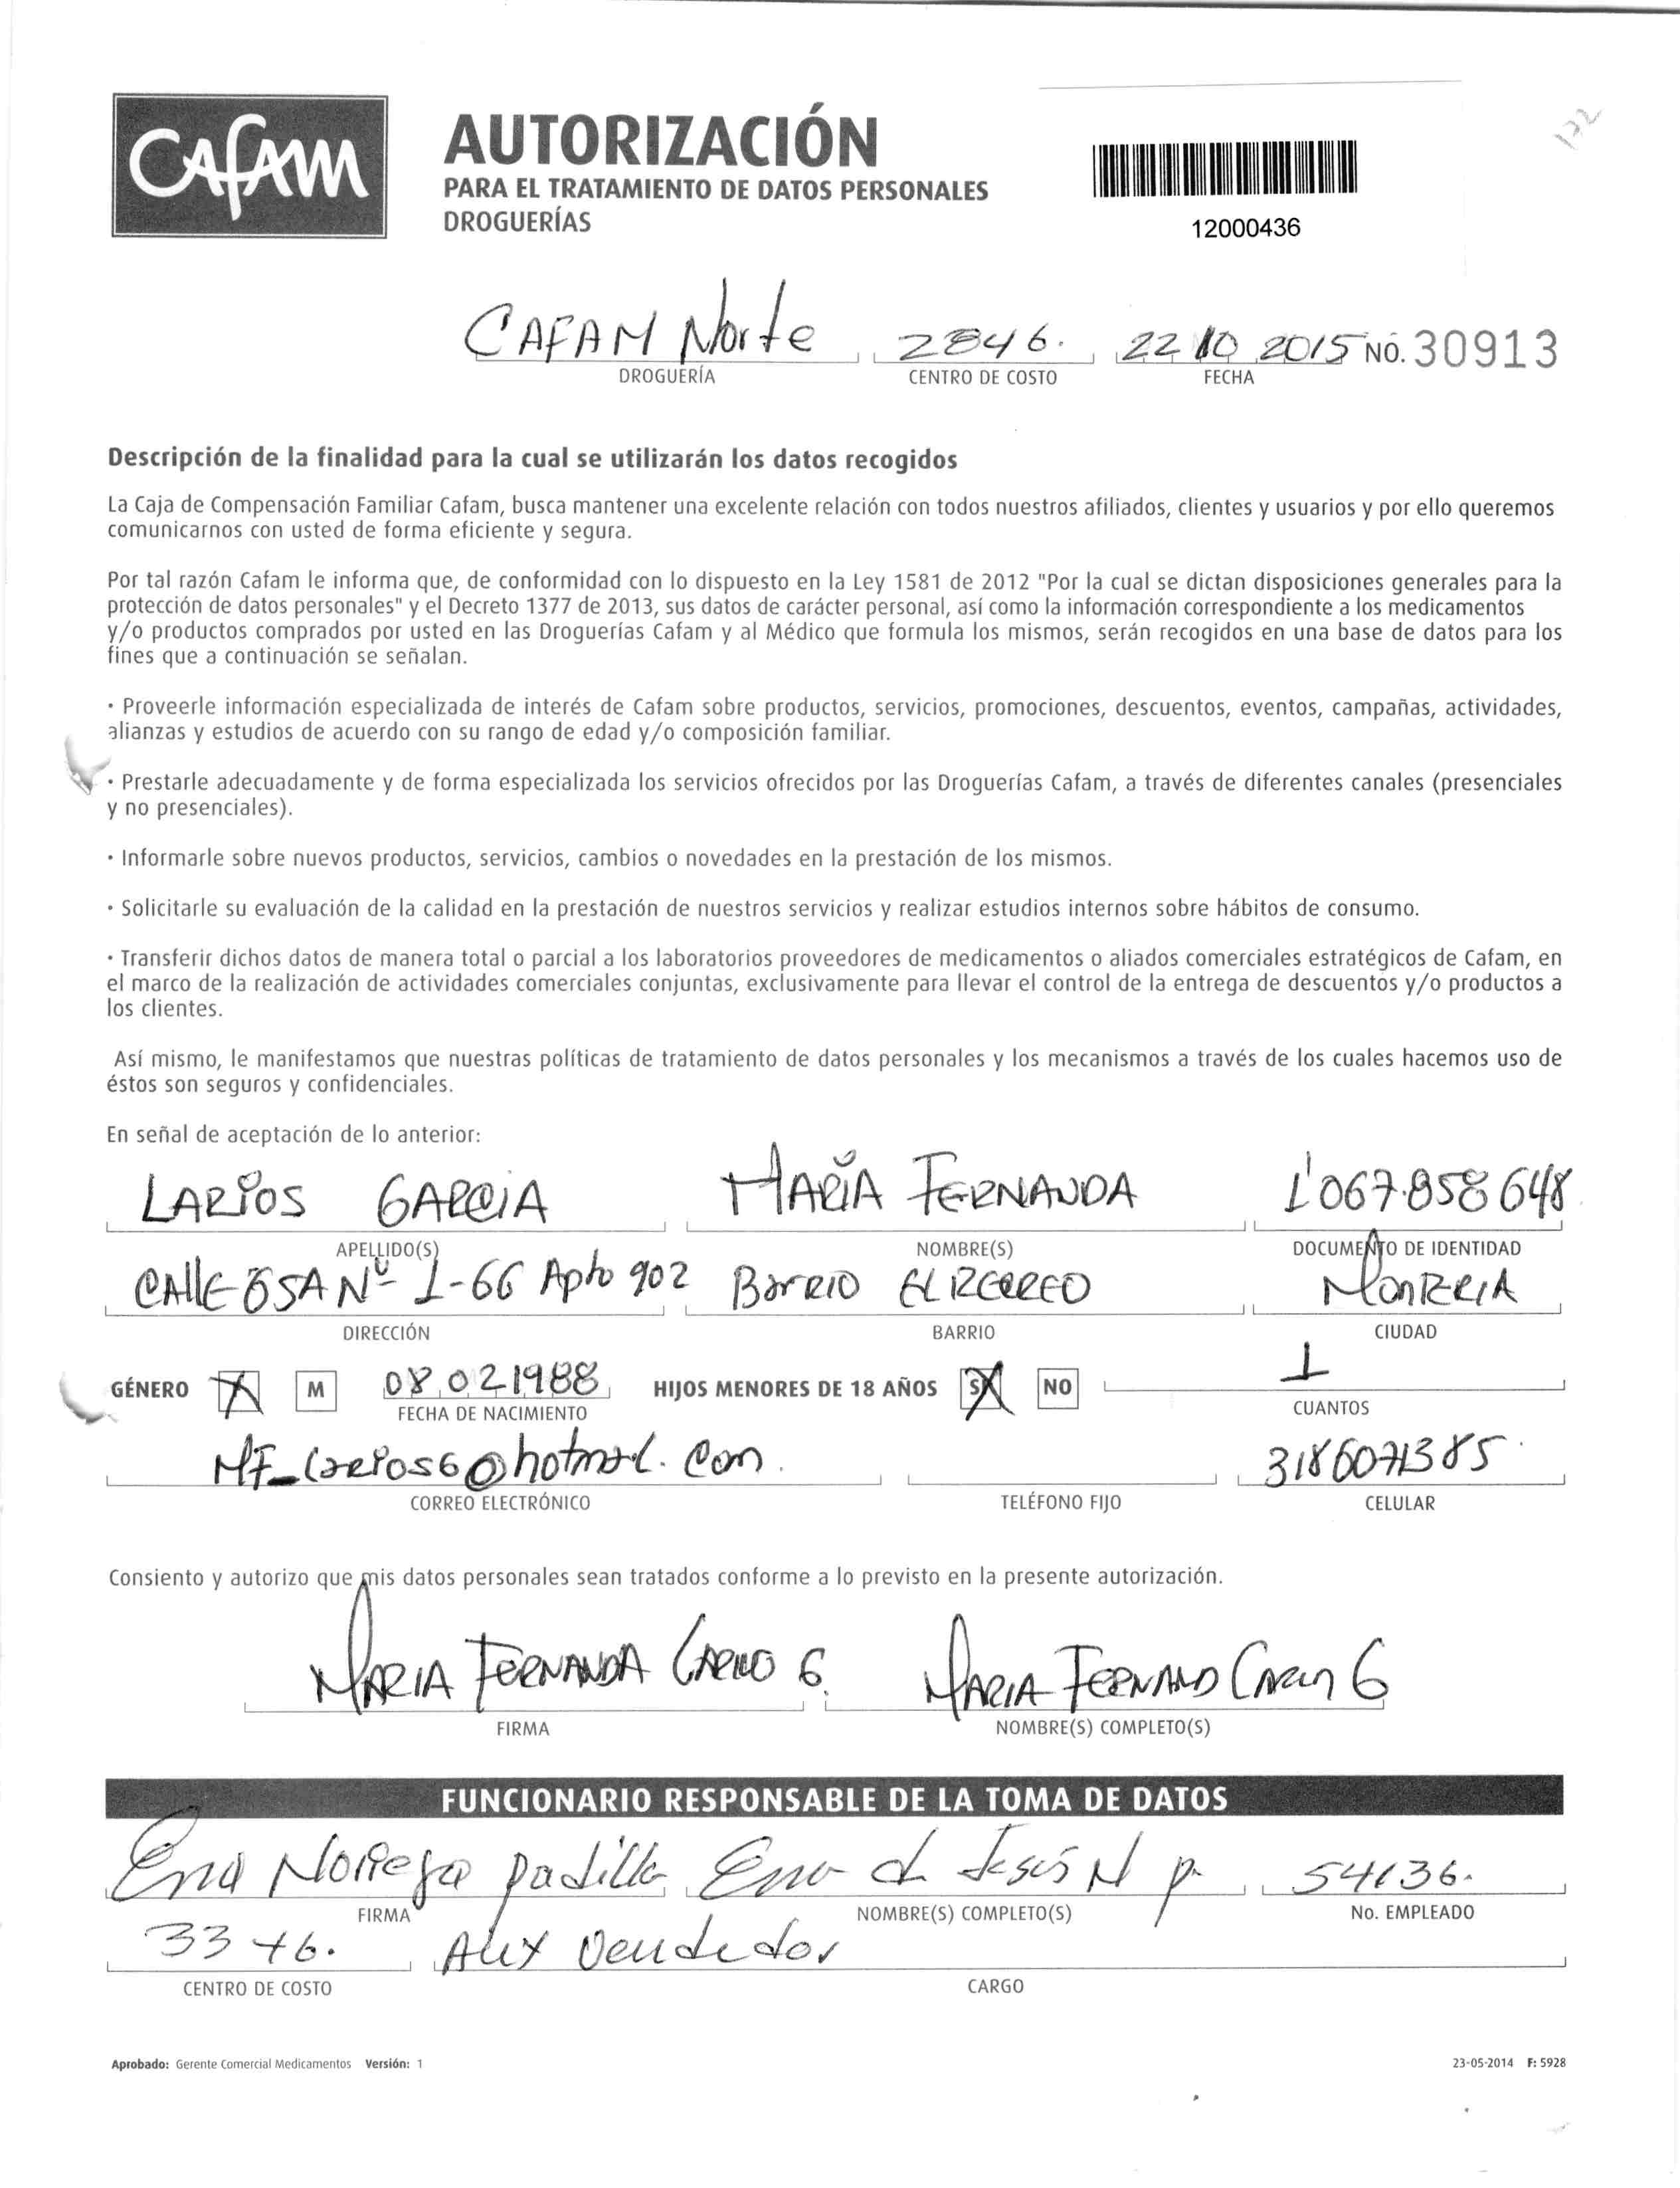 CAFAM
AUTORIZACIÓN
PARA EL TRATAMIENTO DE DATOS PERSONALES
DROGUERÍAS
12000436
172
CAFAM Norte 2846. 22 10 2015 NO. 30913
DROGUERÍA CENTRO DE COSTO FECHA
Descripción de la finalidad para la cual se utilizarán los datos recogidos
La Caja de Compensación Familiar Cafam, busca mantener una excelente relación con todos nuestros afiliados, clientes y usuarios y por ello queremos
comunicarnos con usted de forma eficiente y segura.
Por tal razón Cafam le informa que, de conformidad con lo dispuesto en la Ley 1581 de 2012 "Por la cual se dictan disposiciones generales para la
protección de datos personales" y el Decreto 1377 de 2013, sus datos de carácter personal, así como la información correspondiente a los medicamentos
y/o productos comprados por usted en las Droguerías Cafam y al Médico que formula los mismos, serán recogidos en una base de datos para los
fines que a continuación se señalan.
· Proveerle información especializada de interés de Cafam sobre productos, servicios, promociones, descuentos, eventos, campañas, actividades,
alianzas y estudios de acuerdo con su rango de edad y/o composición familiar.
· Prestarle adecuadamente y de forma especializada los servicios ofrecidos por las Droguerías Cafam, a través de diferentes canales (presenciales
y no presenciales).
· Informarle sobre nuevos productos, servicios, cambios o novedades en la prestación de los mismos.
· Solicitarle su evaluación de la calidad en la prestación de nuestros servicios y realizar estudios internos sobre hábitos de consumo.
· Transferir dichos datos de manera total o parcial a los laboratorios proveedores de medicamentos o aliados comerciales estratégicos de Cafam, en
el marco de la realización de actividades comerciales conjuntas, exclusivamente para llevar el control de la entrega de descuentos y/o productos a
los clientes.
Así mismo, le manifestamos que nuestras políticas de tratamiento de datos personales y los mecanismos a través de los cuales hacemos uso de
éstos son seguros y confidenciales.
En señal de aceptación de lo anterior:
LARIOS GARCIA MARIA FERNANDA 1'067.858648
APELLIDO(S) NOMBRE(S) DOCUMENTO DE IDENTIDAD
CALLE 65A Nº 1-66 Apto 902 Barrio EL RECREO MONTERIA
DIRECCIÓN BARRIO CIUDAD
GÉNERO X M 08 02 1988 HIJOS MENORES DE 18 AÑOS SI NO 1
FECHA DE NACIMIENTO CUANTOS
MF_Larios6@hotmail.com. 3186071385
CORREO ELECTRÓNICO TELÉFONO FIJO CELULAR
Consiento y autorizo que mis datos personales sean tratados conforme a lo previsto en la presente autorización.
MARIA FERNANDA LARIOS G. MARIA FERNAND LARIOS G
FIRMA NOMBRE(S) COMPLETO(S)
FUNCIONARIO RESPONSABLE DE LA TOMA DE DATOS
Ena Noriega padilla Ena d Jesús N p. 54136.
FIRMA NOMBRE(S) COMPLETO(S) No. EMPLEADO
3346. Aux Vendedor
CENTRO DE COSTO CARGO
Aprobado: Gerente Comercial Medicamentos Versión: 1 23-05-2014 F: 5928